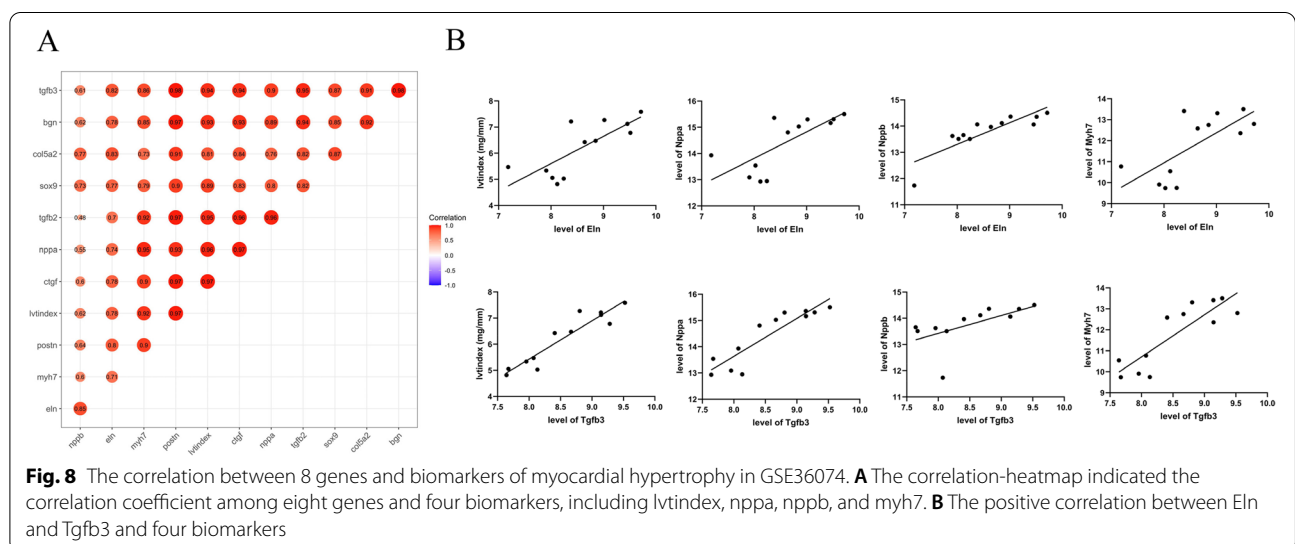 A
B
tgfb3 0.61 0.82 0.86 0.98 0.94 0.94 0.9 0.95 0.87 0.91 0.98
bgn 0.62 0.78 0.85 0.97 0.93 0.93 0.89 0.94 0.85 0.92
col5a2 0.77 0.83 0.73 0.91 0.81 0.84 0.76 0.82 0.97
sox9 0.73 0.77 0.79 0.9 0.89 0.83 0.8 0.82
tgfb2 0.48 0.7 0.92 0.97 0.95 0.96 0.96
nppa 0.55 0.74 0.95 0.93 0.96 0.97
ctgf 0.6 0.76 0.9 0.97 0.97
lvtindex 0.62 0.78 0.92 0.97
postn 0.64 0.8 0.9
myh7 0.6 0.71
eln 0.85
nppb eln myh7 postn lvtindex ctgf nppa tgfb2 sox9 col5a2 bgn
Correlation
1.0
0.5
0.0
-0.5
-1.0
lvtindex (mg/mm)
8
7
6
5
4
7 8 9 10
level of Eln
level of Nppa
16
15
14
13
12
7 8 9 10
level of Eln
level of Nppb
15
14
13
12
11
7 8 9 10
level of Eln
level of Myh7
14
13
12
11
10
9
7 8 9 10
level of Eln
lvtindex (mg/mm)
8
7
6
5
4
7.5 8.0 8.5 9.0 9.5 10.0
level of Tgfb3
level of Nppa
16
15
14
13
12
7.5 8.0 8.5 9.0 9.5 10.0
level of Tgfb3
level of Nppb
15
14
13
12
11
7.5 8.0 8.5 9.0 9.5 10.0
level of Tgfb3
level of Myh7
14
13
12
11
10
9
7.5 8.0 8.5 9.0 9.5 10.0
level of Tgfb3
Fig. 8 The correlation between 8 genes and biomarkers of myocardial hypertrophy in GSE36074. A The correlation-heatmap indicated the
correlation coefficient among eight genes and four biomarkers, including lvtindex, nppa, nppb, and myh7. B The positive correlation between Eln
and Tgfb3 and four biomarkers